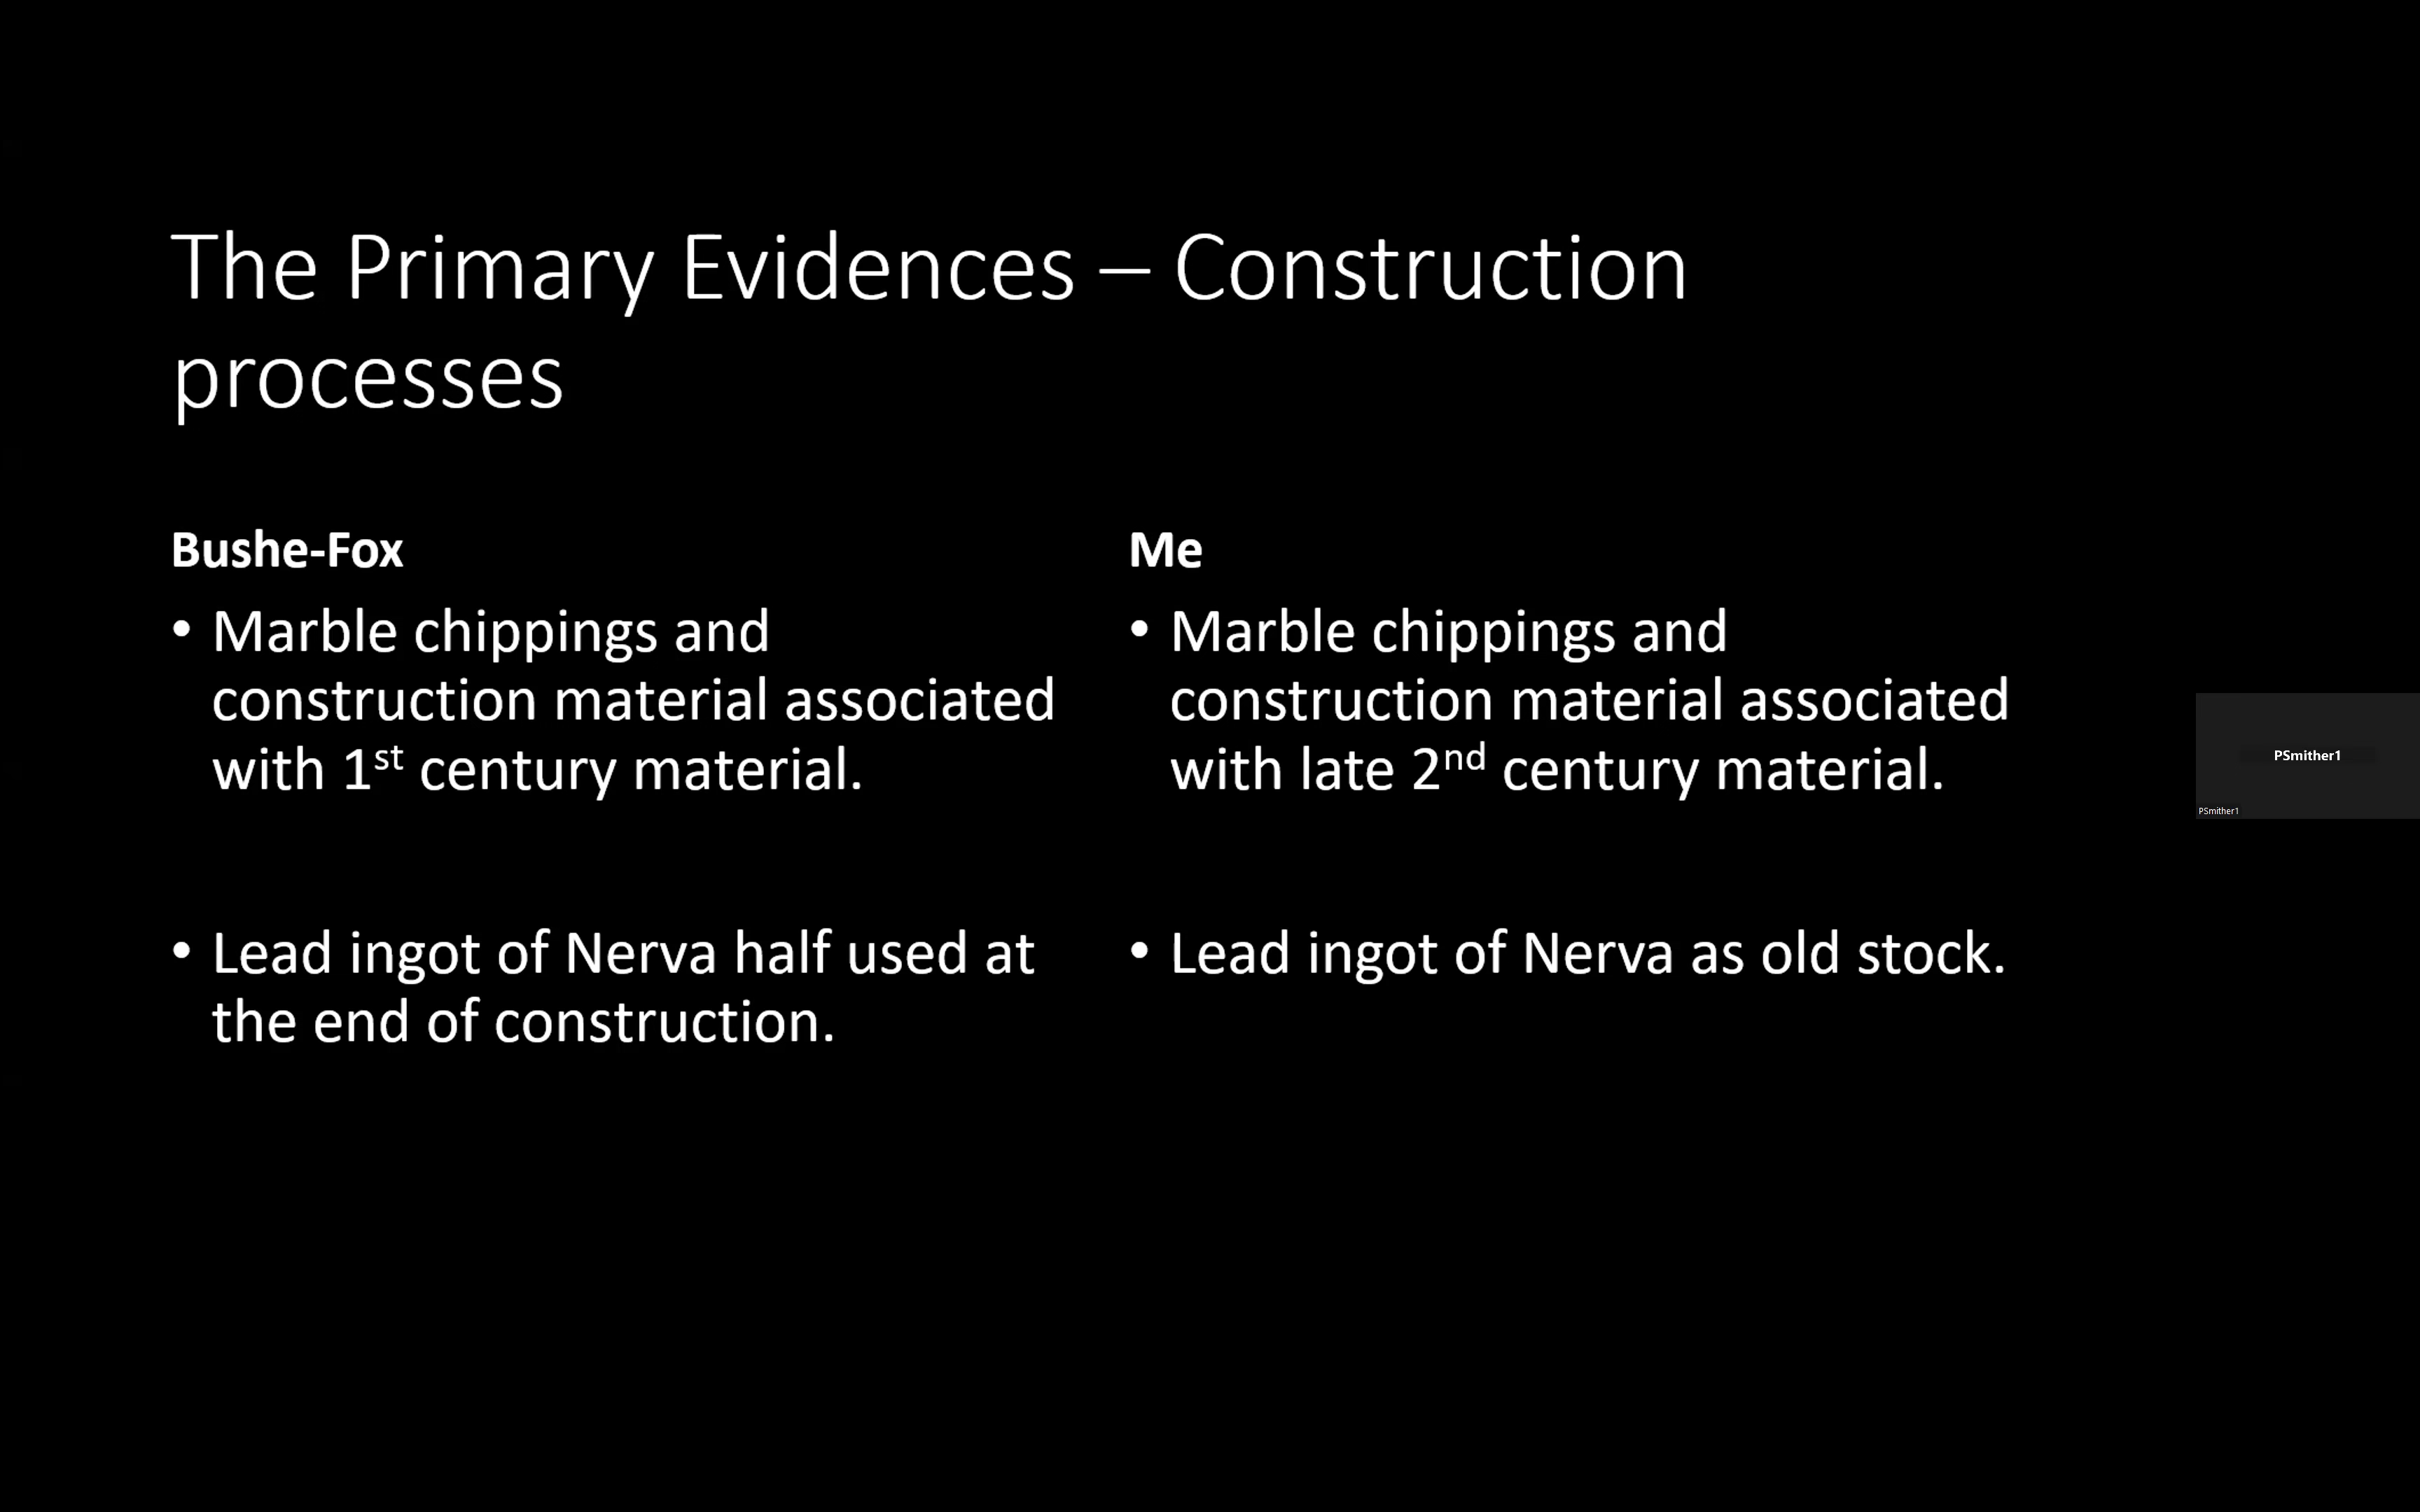 The Primary Evidences – Construction
processes
Bushe-Fox
• Marble chippings and
construction material associated
with 1st century material.
• Lead ingot of Nerva half used at
the end of construction.
Me
• Marble chippings and
construction material associated
with late 2nd century material.
• Lead ingot of Nerva as old stock.
PSmither1
PSmither1